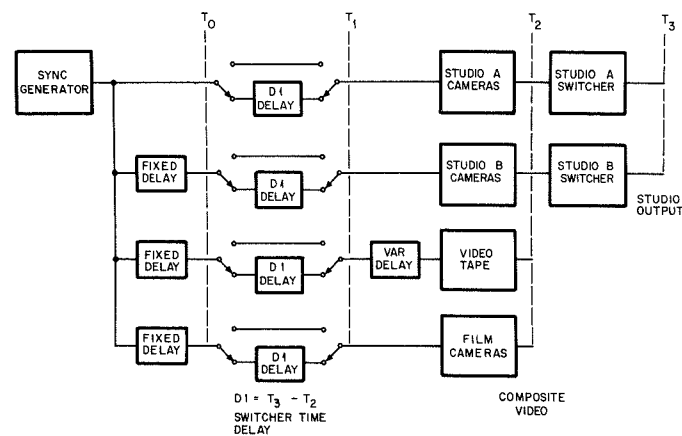 T0 T1 T2 T3
SYNC
GENERATOR
D1
DELAY
STUDIO A
CAMERAS
STUDIO A
SWITCHER
FIXED
DELAY
D1
DELAY
STUDIO B
CAMERAS
STUDIO B
SWITCHER
STUDIO
OUTPUT
FIXED
DELAY
D1
DELAY
VAR
DELAY
VIDEO
TAPE
FIXED
DELAY
D1
DELAY
FILM
CAMERAS
D1 = T3 - T2
SWITCHER TIME
DELAY
COMPOSITE
VIDEO